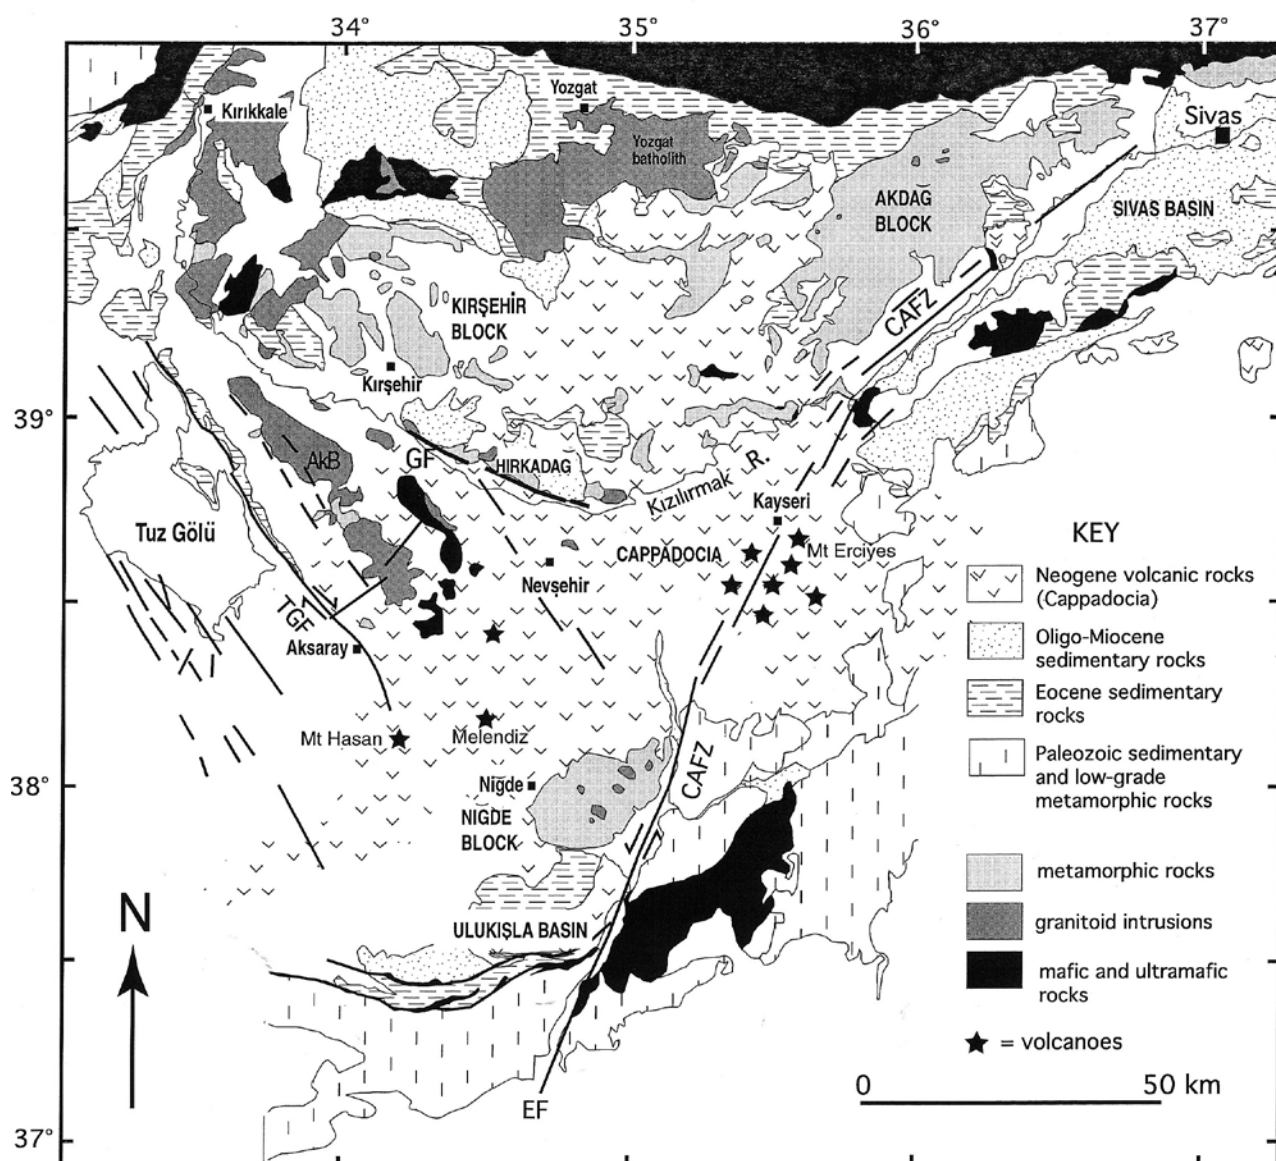 34°
35°
36°
37°
Kırıkkale
Yozgat
Sivas
Yozgat
batholith
AKDAĞ
BLOCK
SIVAS BASIN
KIRŞEHİR
BLOCK
CAFZ
Kırşehir
39°
AkB
GF
HIRKADAG
Kızılırmak R.
Kayseri
Tuz Gölü
CAPPADOCIA
Mt Erciyes
Nevşehir
TGF
Aksaray
Mt Hasan
Melendiz
38°
Niğde
CAFZ
NIĞDE
BLOCK
ULUKIŞLA BASIN
N
EF
37°
KEY
Neogene volcanic rocks
(Cappadocia)
Oligo-Miocene
sedimentary rocks
Eocene sedimentary
rocks
Paleozoic sedimentary
and low-grade
metamorphic rocks
metamorphic rocks
granitoid intrusions
mafic and ultramafic
rocks
= volcanoes
0 50 km